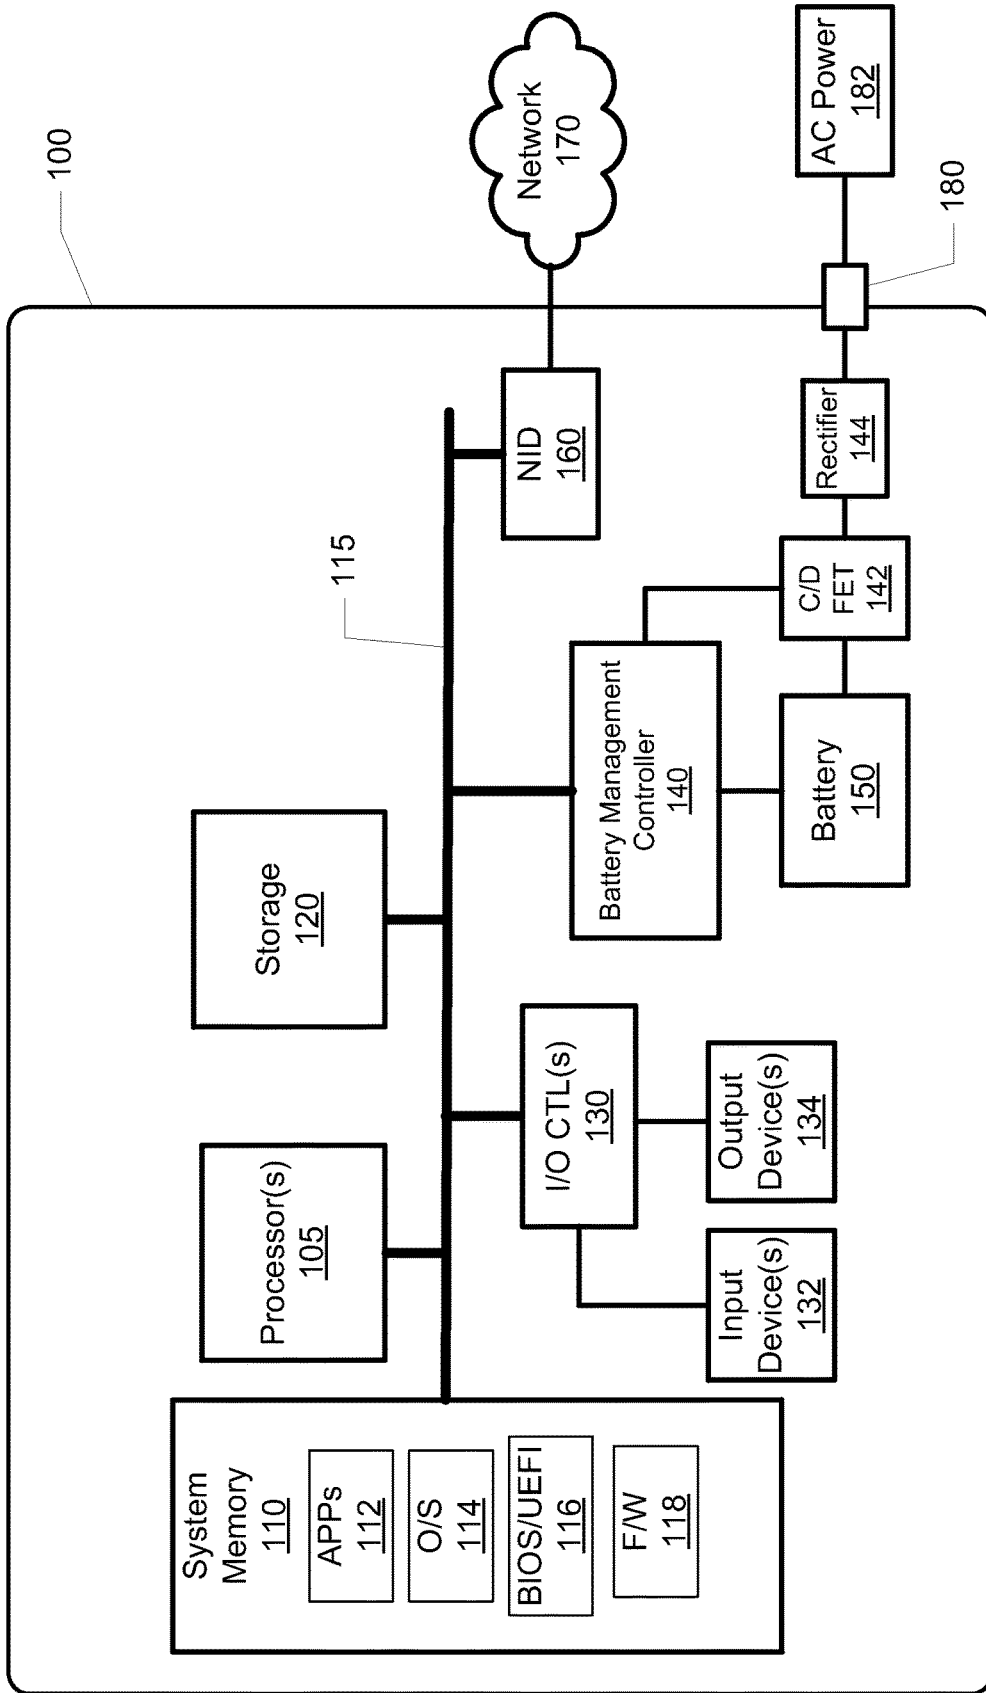 100
System
Memory
110
APPs
112
O/S
114
BIOS/UEFI
116
F/W
118
Processor(s)
105
Storage
120
115
I/O CTL(s)
130
Input
Device(s)
132
Output
Device(s)
134
Battery Management
Controller
140
Battery
150
C/D
FET
142
Rectifier
144
NID
160
Network
170
180
AC Power
182